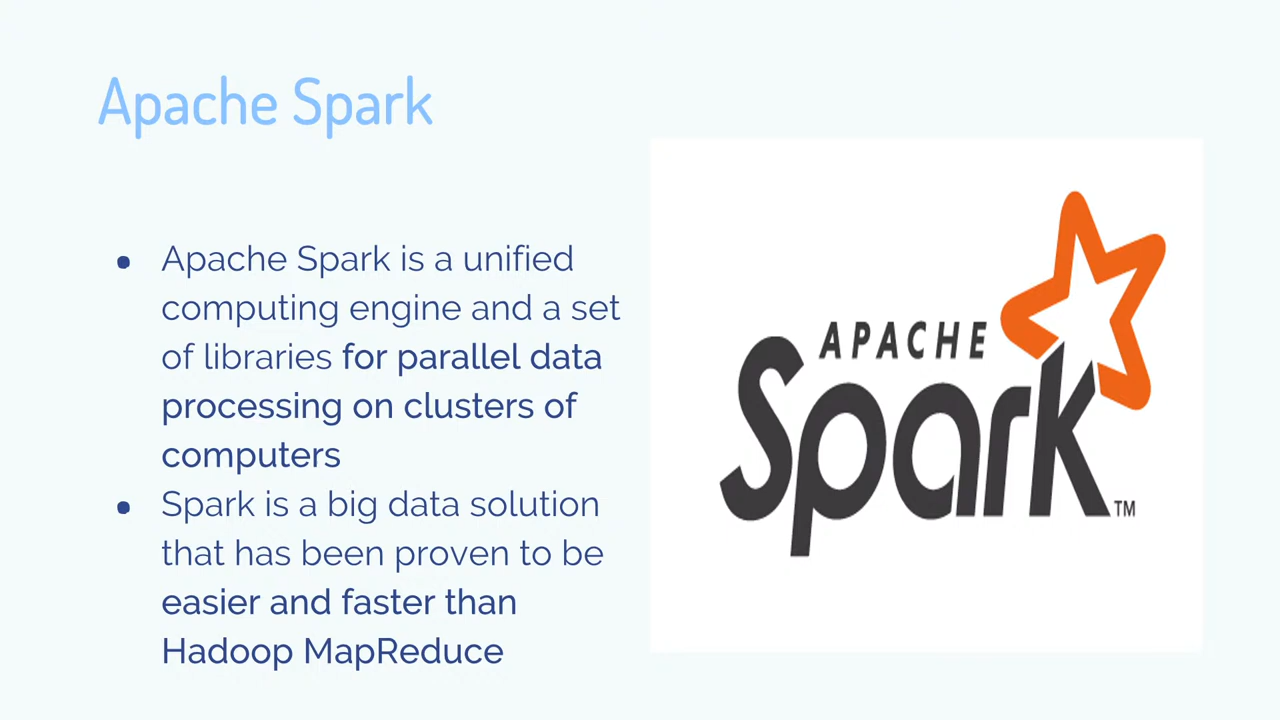 Apache Spark
• Apache Spark is a unified
computing engine and a set
of libraries for parallel data
processing on clusters of
computers
• Spark is a big data solution
that has been proven to be
easier and faster than
Hadoop MapReduce
APACHE
Spark™